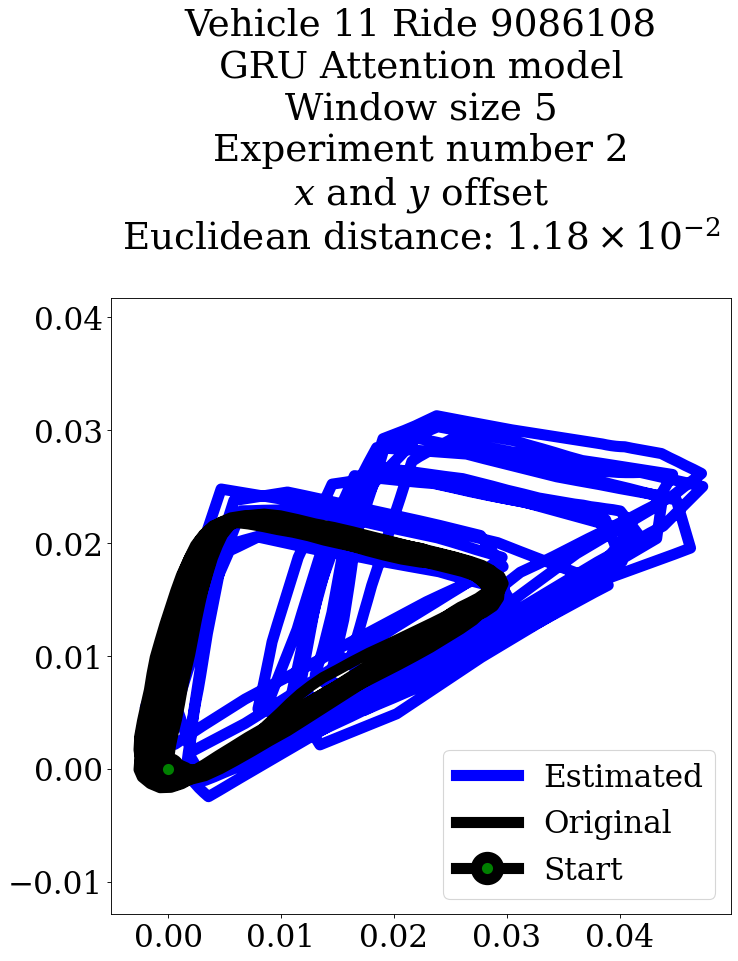 Vehicle 11 Ride 9086108
GRU Attention model
Window size 5
Experiment number 2
x and y offset
Euclidean distance: 1.18 × 10⁻²
0.04
0.03
0.02
0.01
0.00
−0.01
Estimated
Original
Start
0.00 0.01 0.02 0.03 0.04